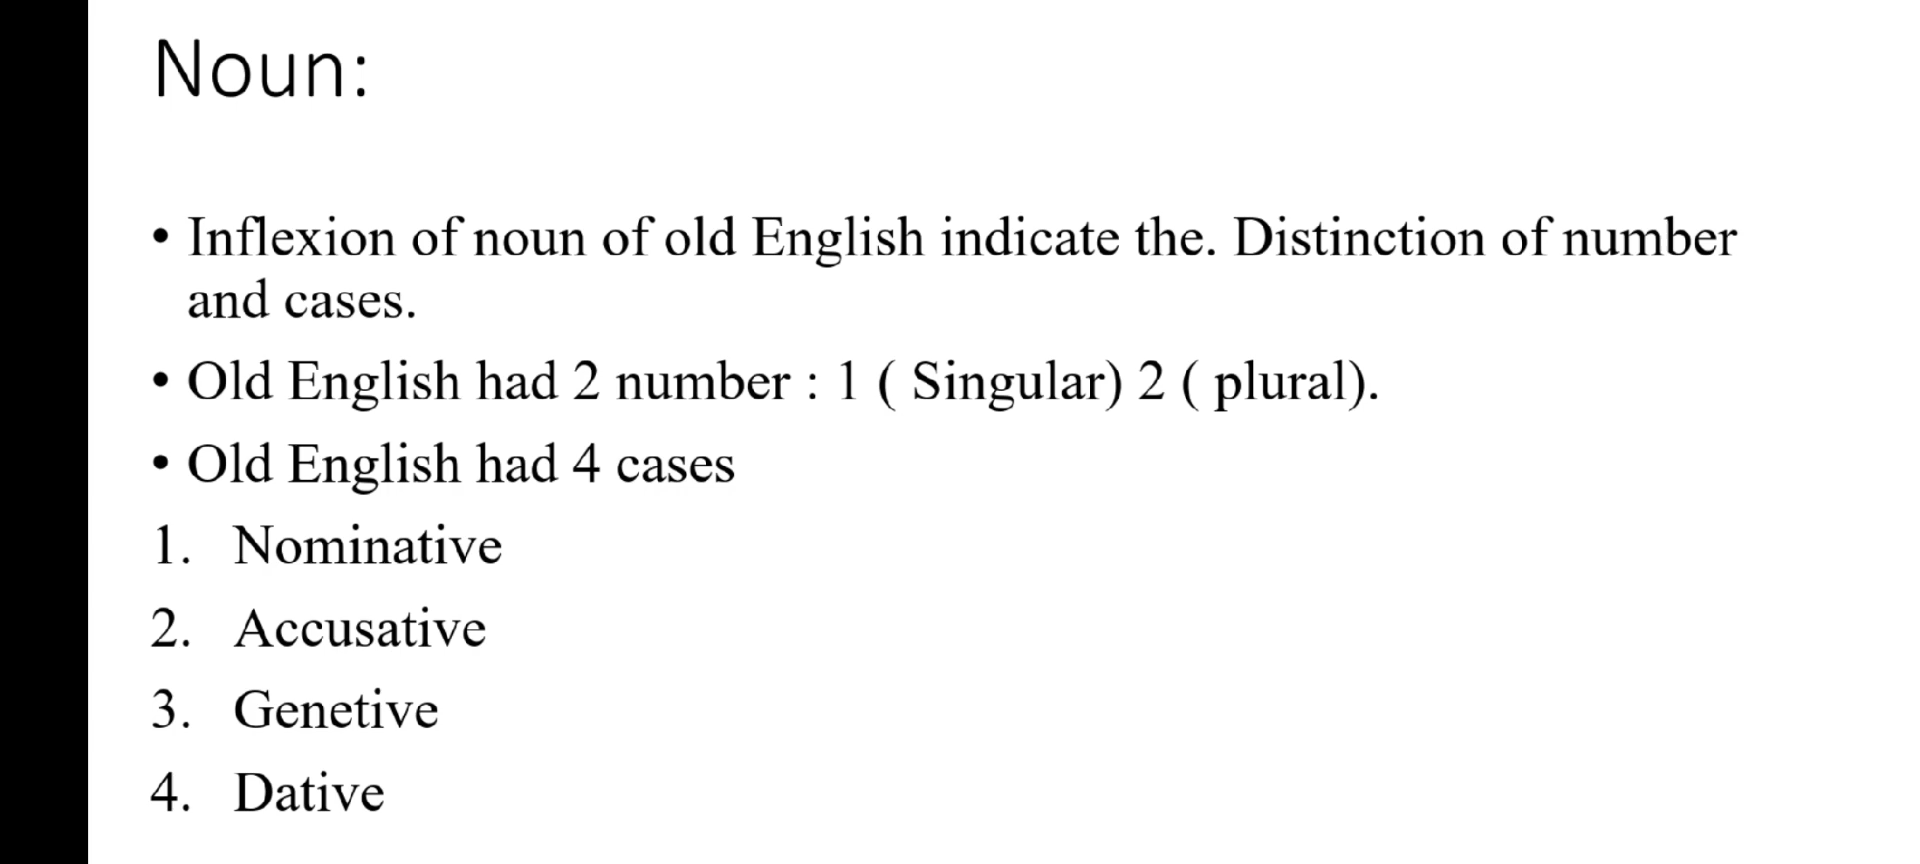 Noun:
• Inflexion of noun of old English indicate the. Distinction of number
and cases.
• Old English had 2 number : 1 ( Singular) 2 ( plural).
• Old English had 4 cases
1. Nominative
2. Accusative
3. Genetive
4. Dative